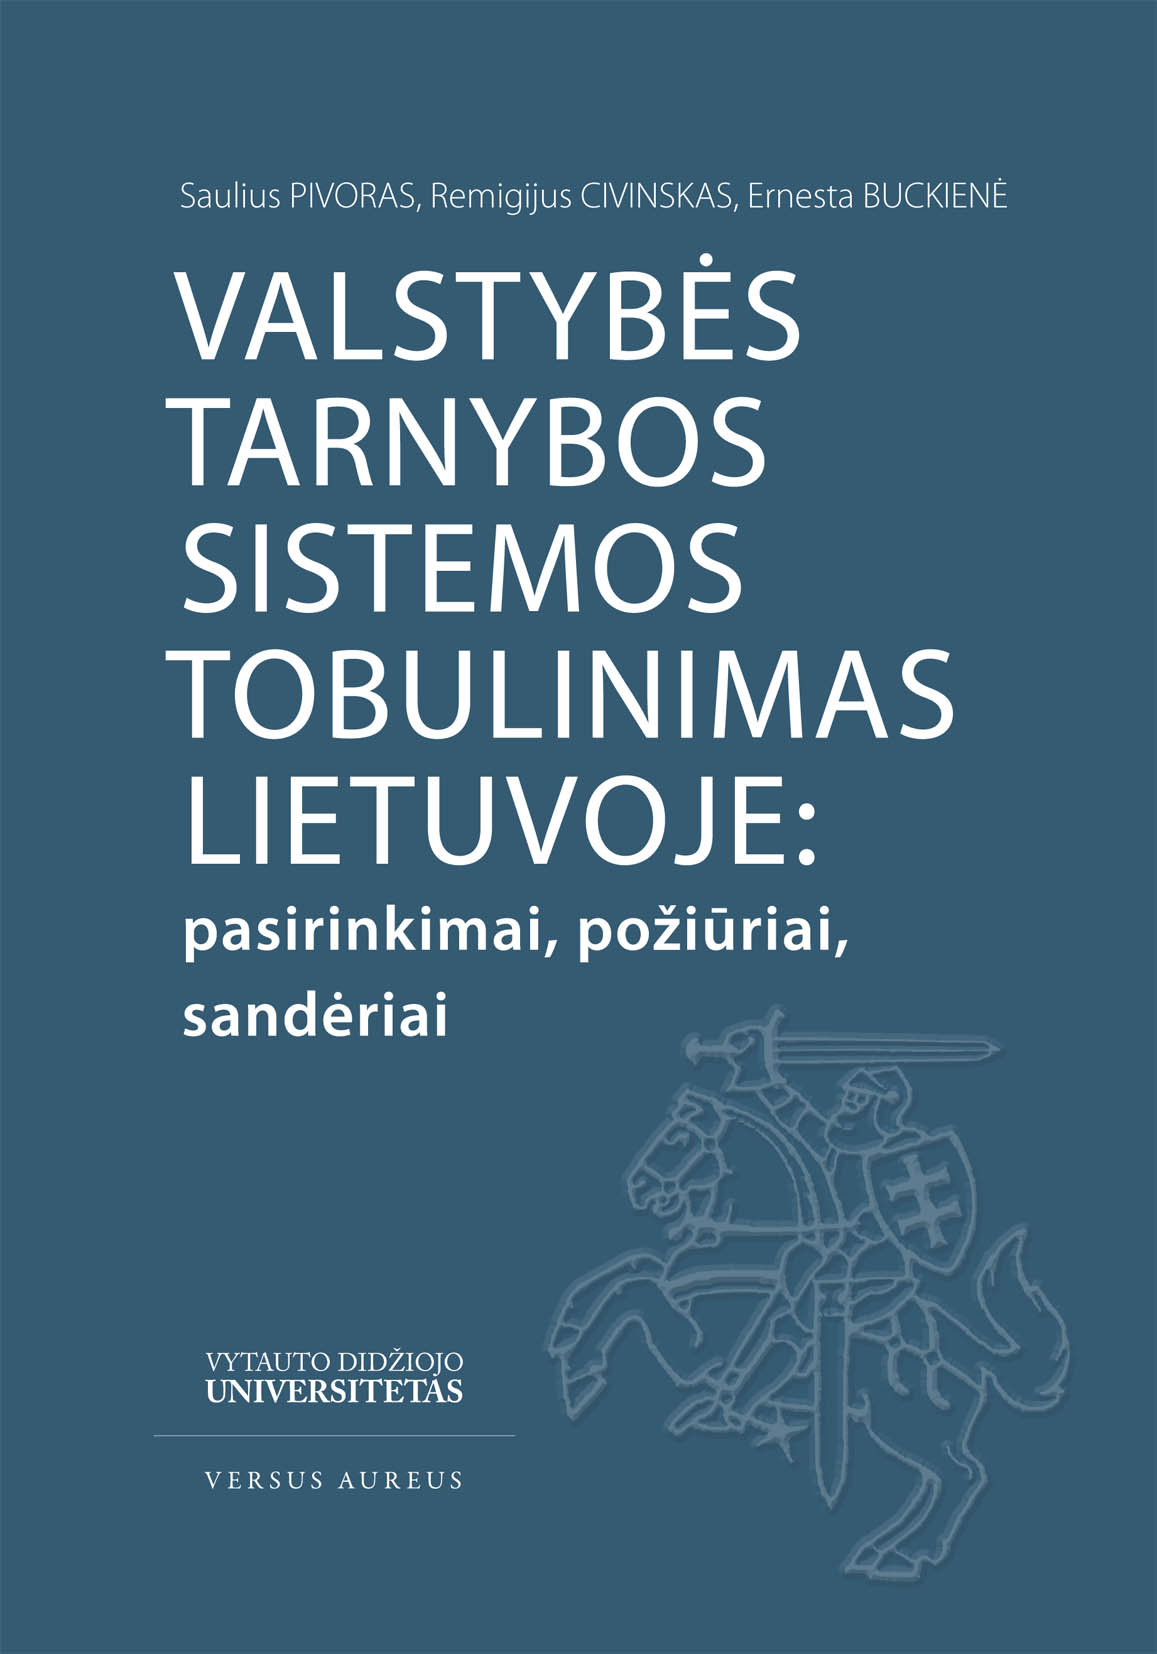 Saulius PIVORAS, Remigijus CIVINSKAS, Ernesta BUCKIENĖ
VALSTYBĖS
TARNYBOS
SISTEMOS
TOBULINIMAS
LIETUVOJE:
pasirinkimai, požiūriai,
sandėriai
VYTAUTO DIDŽIOJO
UNIVERSITETAS
VERSUS AUREUS